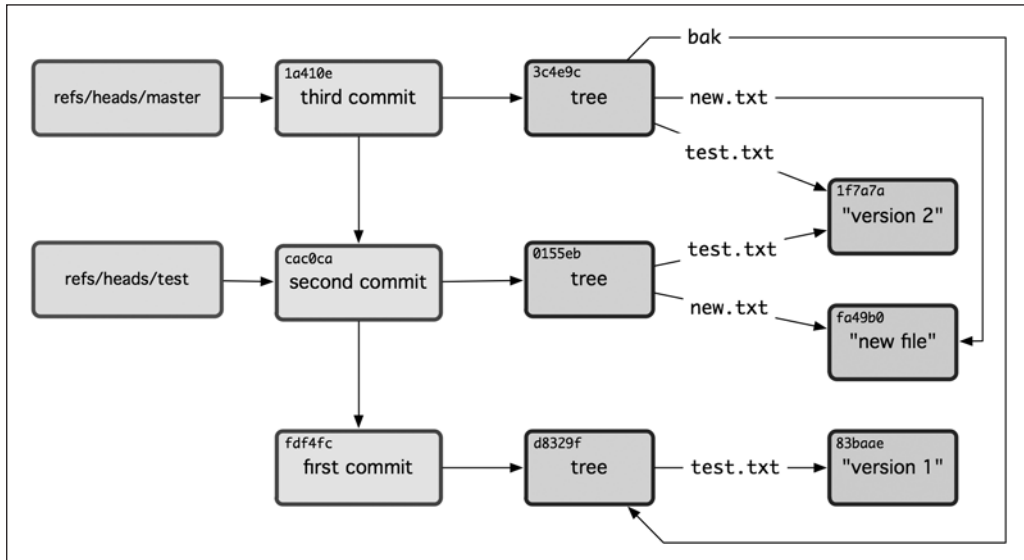 bak
1a410e
3c4e9c
refs/heads/master
third commit
tree
new.txt
test.txt
1f7a7a
"version 2"
cac0ca
0155eb
test.txt
refs/heads/test
second commit
tree
new.txt
fa49b0
"new file"
fdf4fc
d8329f
83baae
first commit
tree
test.txt
"version 1"